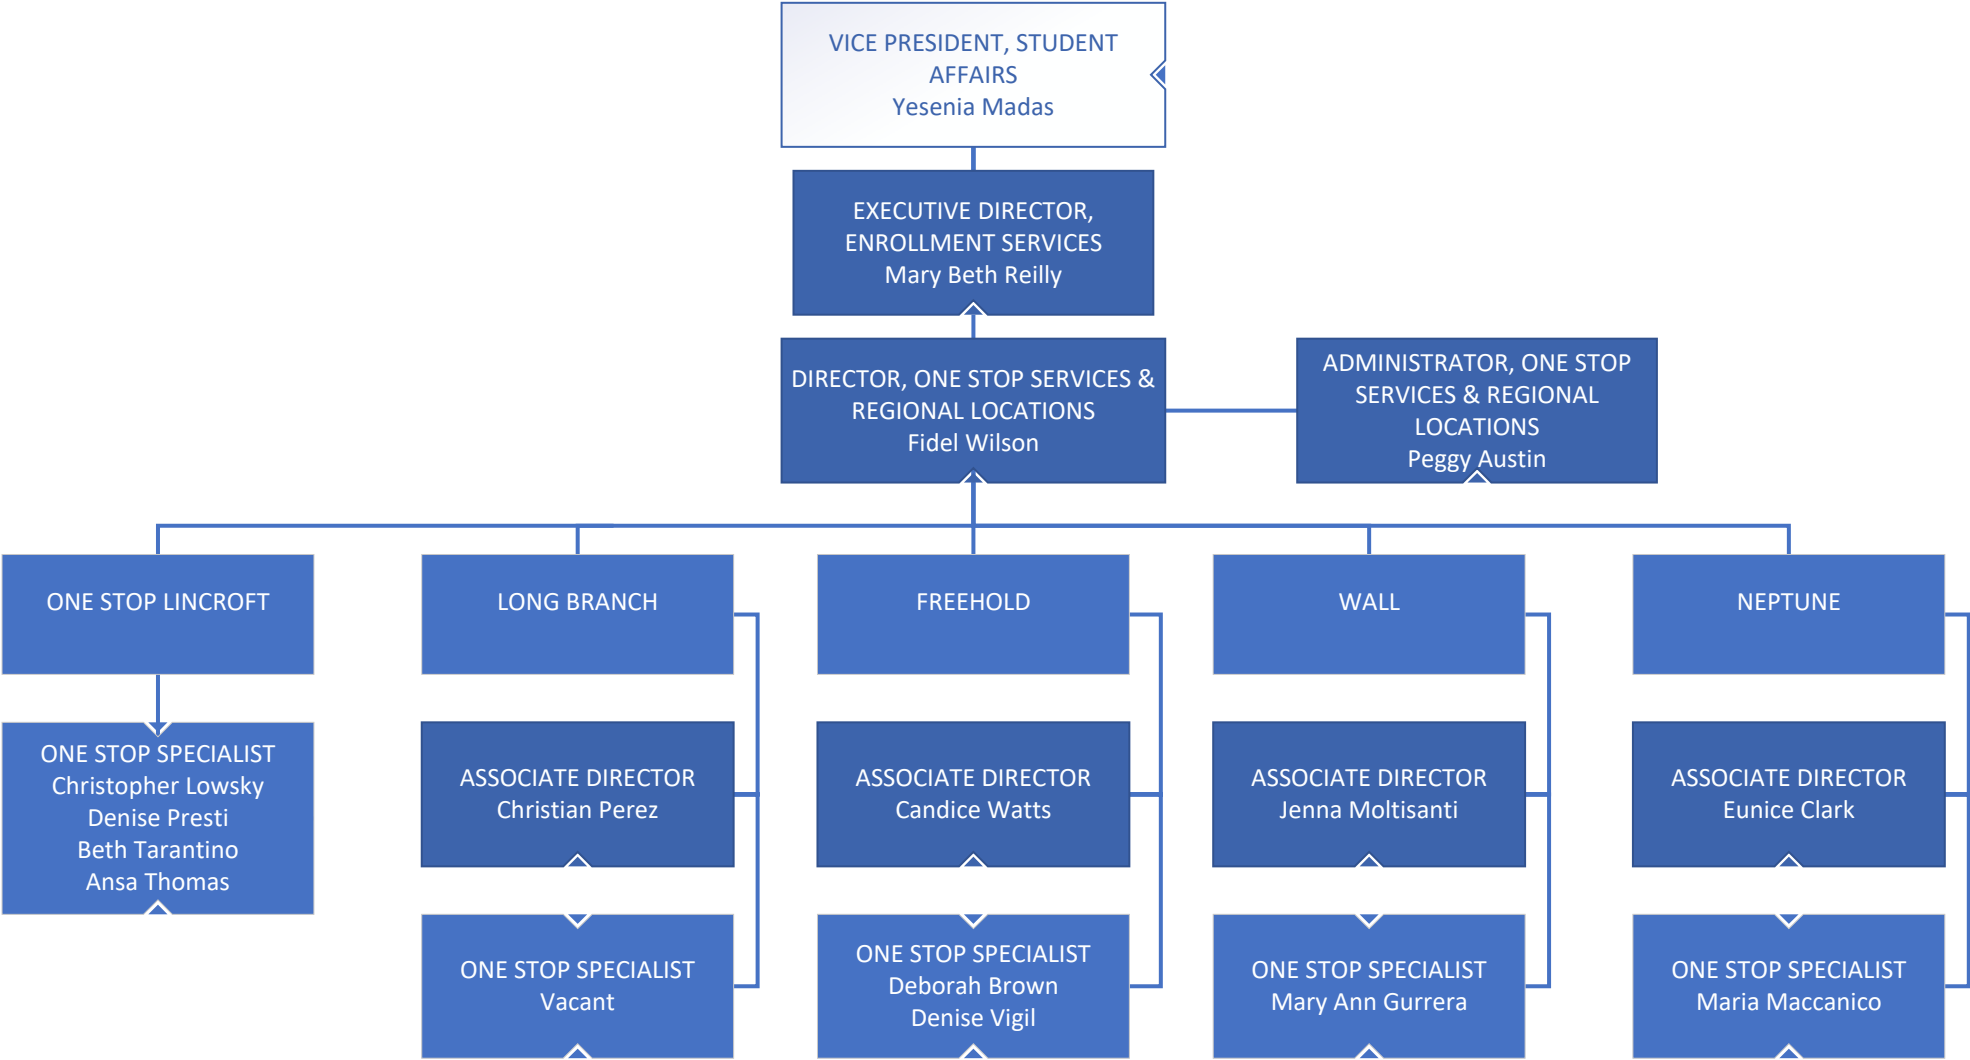 VICE PRESIDENT, STUDENT
AFFAIRS
Yesenia Madas
EXECUTIVE DIRECTOR,
ENROLLMENT SERVICES
Mary Beth Reilly
DIRECTOR, ONE STOP SERVICES &
REGIONAL LOCATIONS
Fidel Wilson
ADMINISTRATOR, ONE STOP
SERVICES & REGIONAL
LOCATIONS
Peggy Austin
ONE STOP LINCROFT
LONG BRANCH
FREEHOLD
WALL
NEPTUNE
ONE STOP SPECIALIST
Christopher Lowsky
Denise Presti
Beth Tarantino
Ansa Thomas
ASSOCIATE DIRECTOR
Christian Perez
ASSOCIATE DIRECTOR
Candice Watts
ASSOCIATE DIRECTOR
Jenna Moltisanti
ASSOCIATE DIRECTOR
Eunice Clark
ONE STOP SPECIALIST
Vacant
ONE STOP SPECIALIST
Deborah Brown
Denise Vigil
ONE STOP SPECIALIST
Mary Ann Gurrera
ONE STOP SPECIALIST
Maria Maccanico